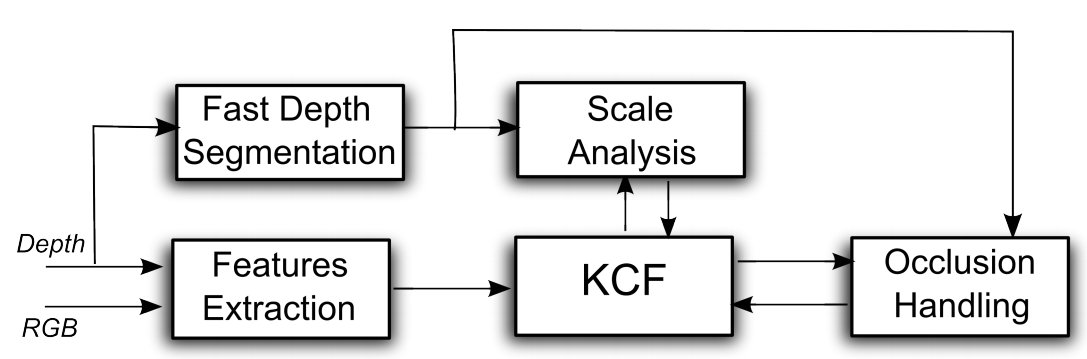 Fast Depth
Segmentation
Scale
Analysis
Depth
RGB
Features
Extraction
KCF
Occlusion
Handling